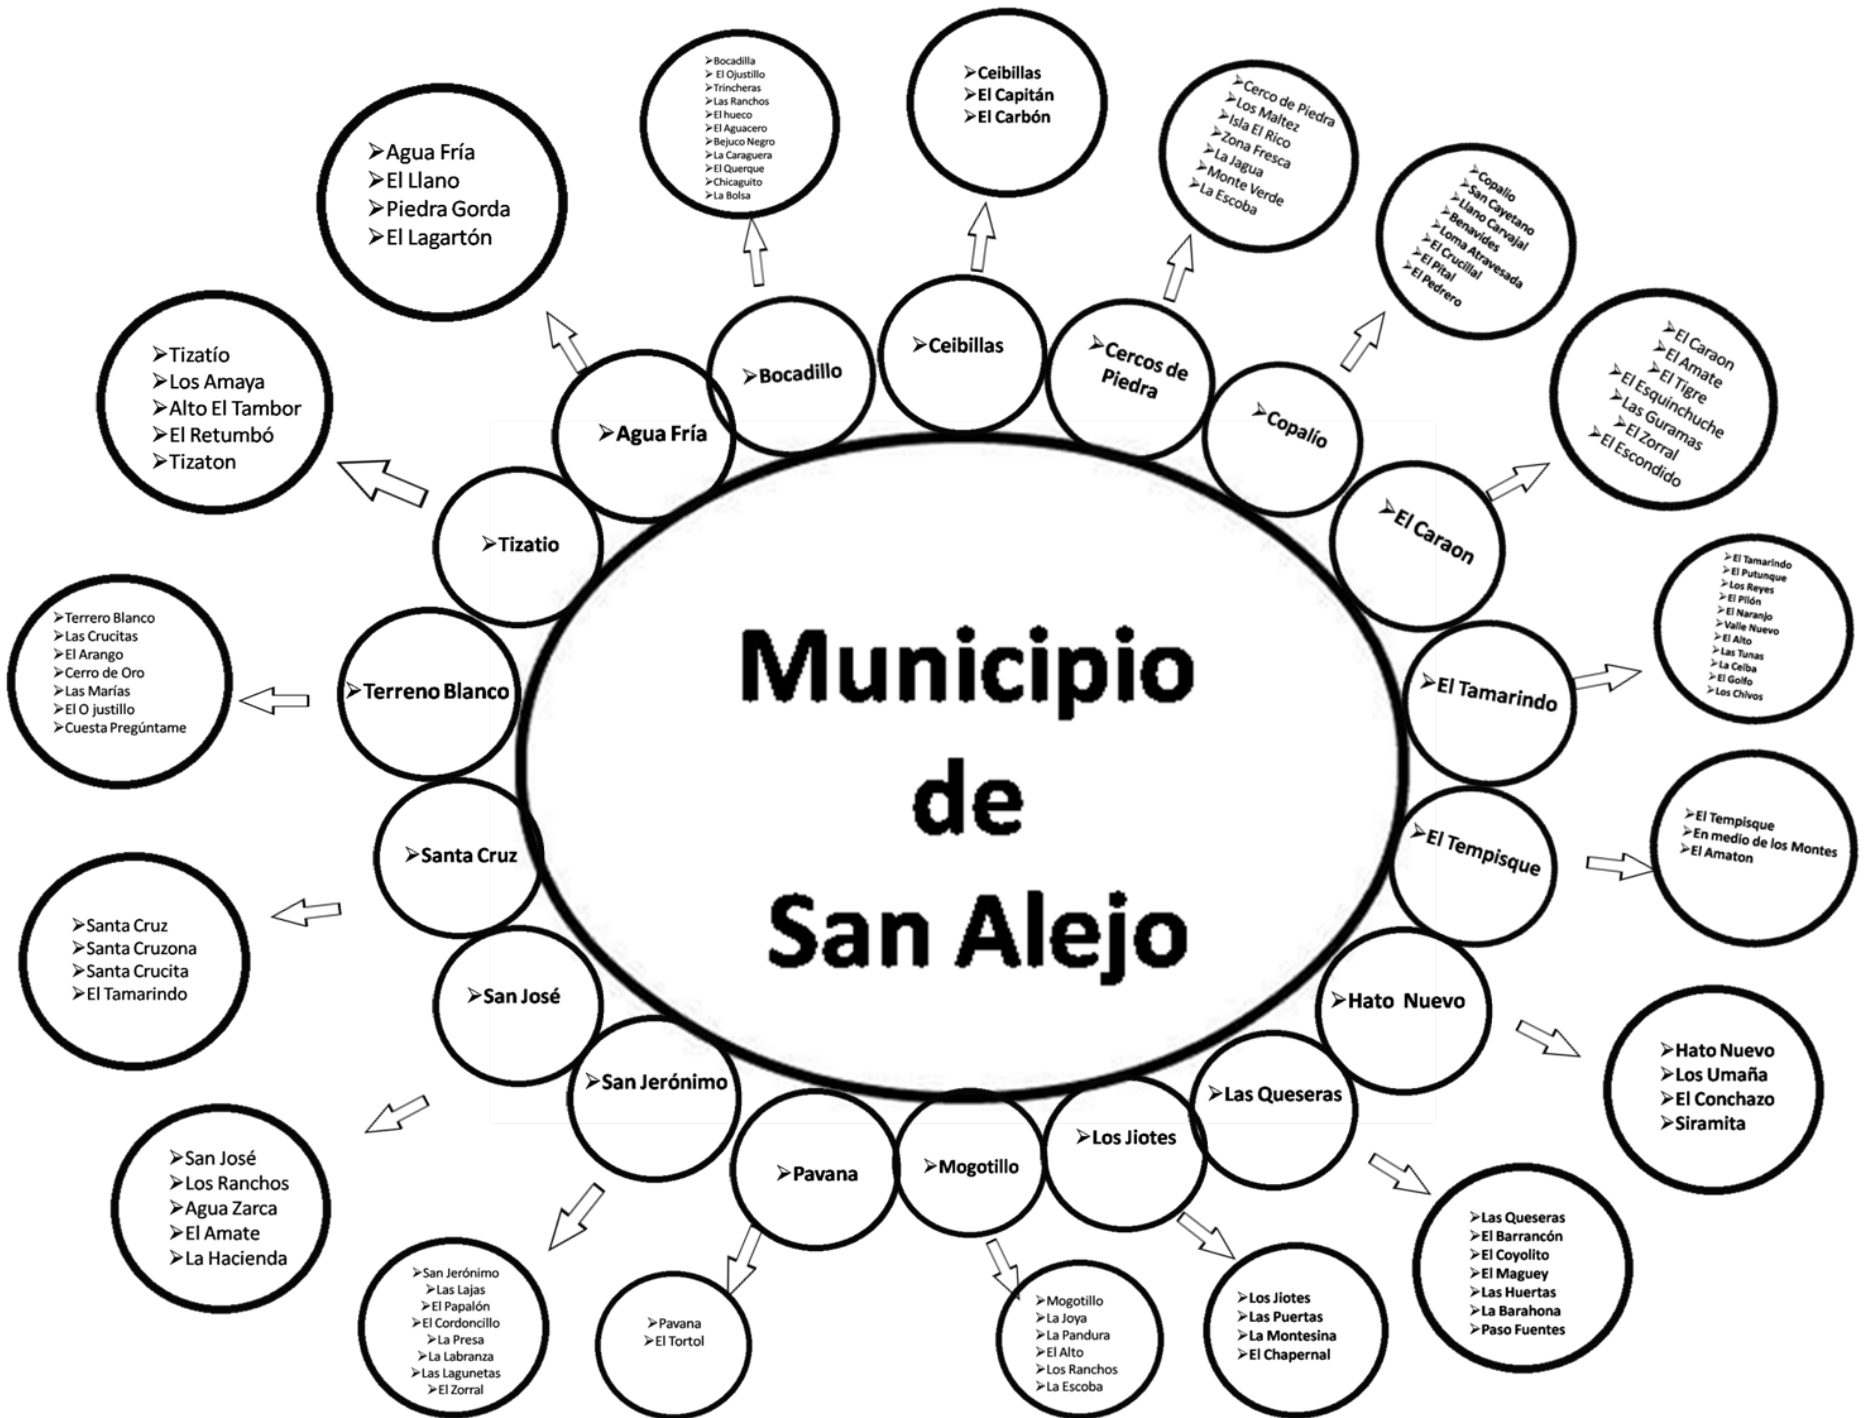 Municipio
de
San Alejo
➢Ceibillas
➢Ceibillas
➢El Capitán
➢El Carbón
➢Cercos de
Piedra
➢Cerco de Piedra
➢Los Maltez
➢Isla El Rico
➢Zona Fresca
➢La Jagua
➢Monte Verde
➢La Escoba
➢Copalío
➢Copalío
➢San Cayetano
➢Llano Carvajal
➢Benavides
➢Loma Atravesada
➢El Crucillal
➢El Pital
➢El Pedrero
➢El Caraon
➢El Caraon
➢El Amate
➢El Tigre
➢El Esquinchuche
➢Las Guramas
➢El Zorral
➢El Escondido
➢El Tamarindo
➢El Tamarindo
➢El Putunque
➢Los Reyes
➢El Pilón
➢El Naranjo
➢Valle Nuevo
➢El Alto
➢Las Tunas
➢La Ceiba
➢El Golfo
➢Los Chivos
➢El Tempisque
➢El Tempisque
➢En medio de los Montes
➢El Amaton
➢Hato Nuevo
➢Hato Nuevo
➢Los Umaña
➢El Conchazo
➢Siramita
➢Las Queseras
➢Las Queseras
➢El Barrancón
➢El Coyolito
➢El Maguey
➢Las Huertas
➢La Barahona
➢Paso Fuentes
➢Los Jiotes
➢Los Jiotes
➢Las Puertas
➢La Montesina
➢El Chapernal
➢Mogotillo
➢Mogotillo
➢La Joya
➢La Pandura
➢El Alto
➢Los Ranchos
➢La Escoba
➢Pavana
➢Pavana
➢El Tortol
➢San Jerónimo
➢San Jerónimo
➢Las Lajas
➢El Papalón
➢El Cordoncillo
➢La Presa
➢La Labranza
➢Las Lagunetas
➢El Zorral
➢San José
➢San José
➢Los Ranchos
➢Agua Zarca
➢El Amate
➢La Hacienda
➢Santa Cruz
➢Santa Cruz
➢Santa Cruzona
➢Santa Crucita
➢El Tamarindo
➢Terreno Blanco
➢Terrero Blanco
➢Las Crucitas
➢El Arango
➢Cerro de Oro
➢Las Marías
➢El O justillo
➢Cuesta Pregúntame
➢Tizatio
➢Tizatío
➢Los Amaya
➢Alto El Tambor
➢El Retumbó
➢Tizaton
➢Agua Fría
➢Agua Fría
➢El Llano
➢Piedra Gorda
➢El Lagartón
➢Bocadillo
➢Bocadilla
➢El Ojustillo
➢Trincheras
➢Las Ranchos
➢El hueco
➢El Aguacero
➢Bejuco Negro
➢La Caraguera
➢El Querque
➢Chicaguito
➢La Bolsa